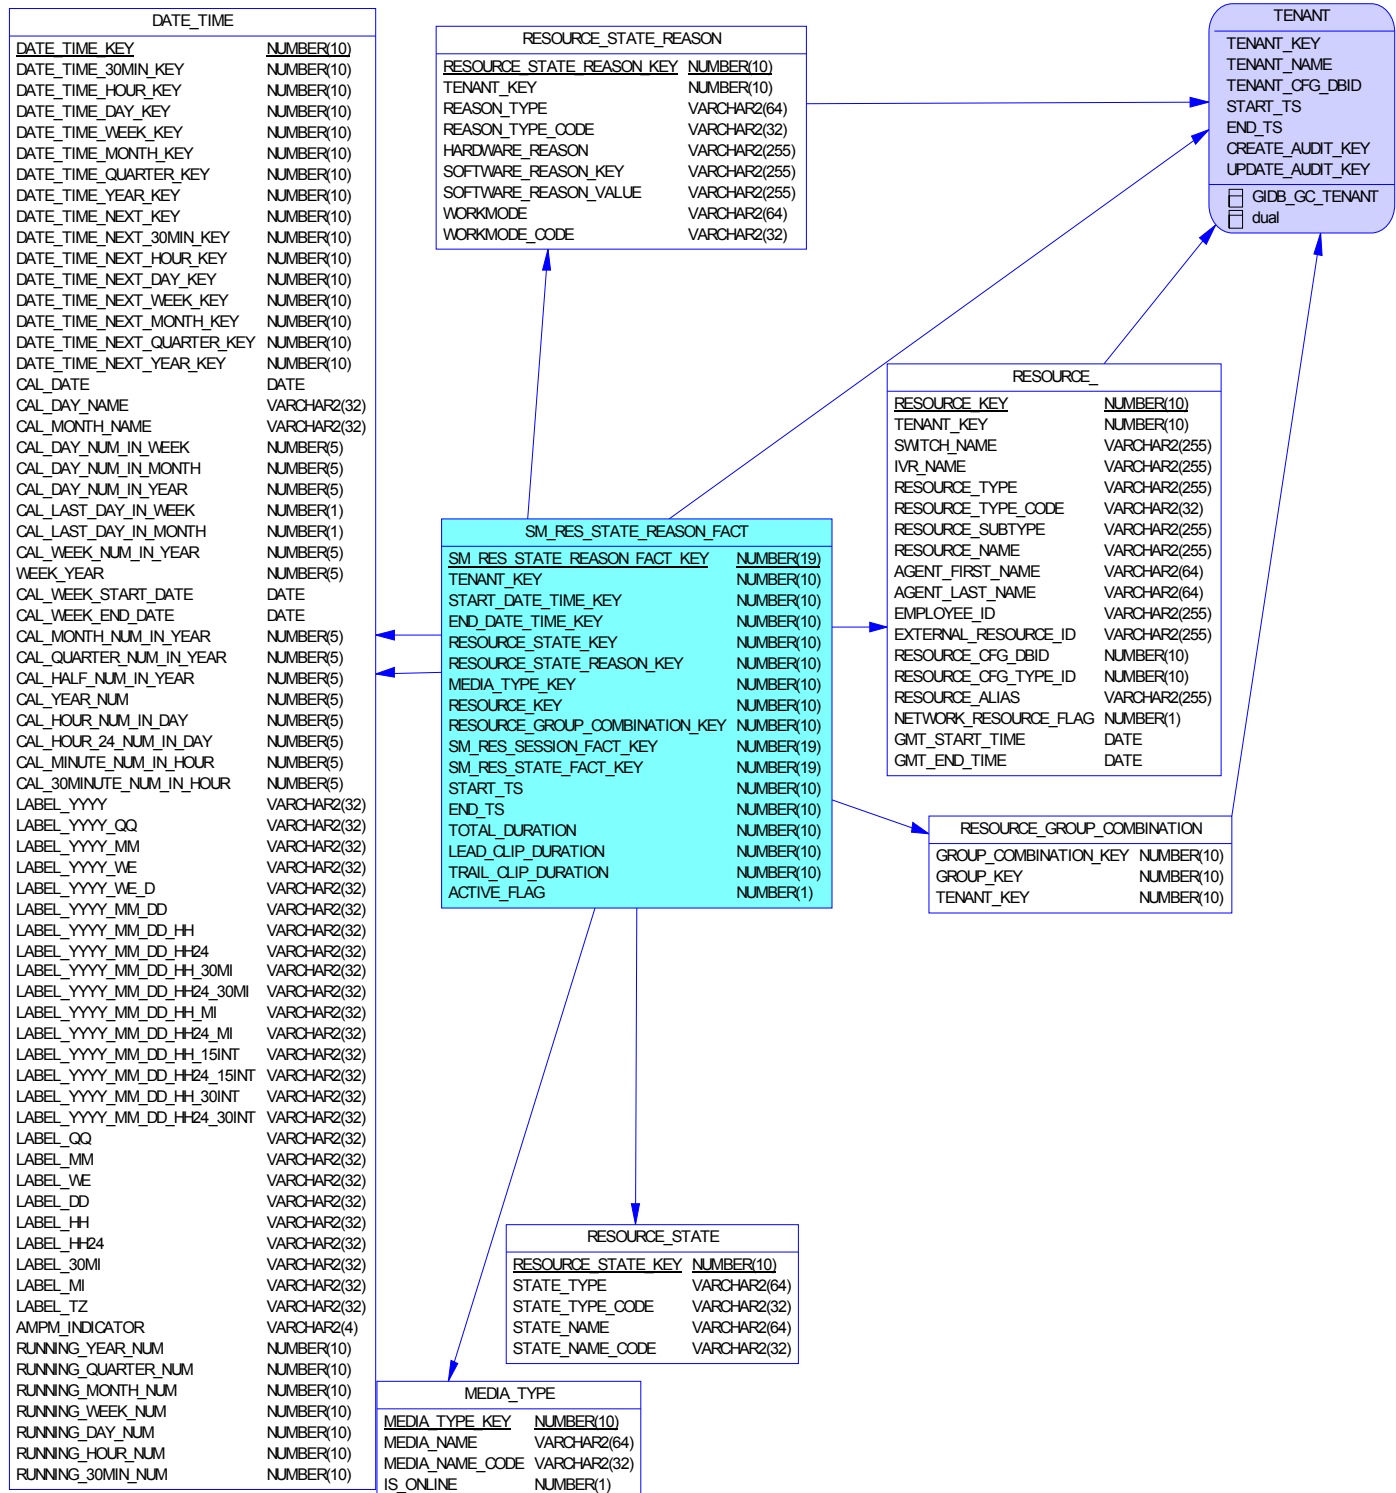 DATE_TIME
DATE_TIME_KEY NUMBER(10)
DATE_TIME_30MIN_KEY NUMBER(10)
DATE_TIME_HOUR_KEY NUMBER(10)
DATE_TIME_DAY_KEY NUMBER(10)
DATE_TIME_WEEK_KEY NUMBER(10)
DATE_TIME_MONTH_KEY NUMBER(10)
DATE_TIME_QUARTER_KEY NUMBER(10)
DATE_TIME_YEAR_KEY NUMBER(10)
DATE_TIME_NEXT_KEY NUMBER(10)
DATE_TIME_NEXT_30MIN_KEY NUMBER(10)
DATE_TIME_NEXT_HOUR_KEY NUMBER(10)
DATE_TIME_NEXT_DAY_KEY NUMBER(10)
DATE_TIME_NEXT_WEEK_KEY NUMBER(10)
DATE_TIME_NEXT_MONTH_KEY NUMBER(10)
DATE_TIME_NEXT_QUARTER_KEY NUMBER(10)
DATE_TIME_NEXT_YEAR_KEY NUMBER(10)
CAL_DATE DATE
CAL_DAY_NAME VARCHAR2(32)
CAL_MONTH_NAME VARCHAR2(32)
CAL_DAY_NUM_IN_WEEK NUMBER(5)
CAL_DAY_NUM_IN_MONTH NUMBER(5)
CAL_DAY_NUM_IN_YEAR NUMBER(5)
CAL_LAST_DAY_IN_WEEK NUMBER(1)
CAL_LAST_DAY_IN_MONTH NUMBER(1)
CAL_WEEK_NUM_IN_YEAR NUMBER(5)
WEEK_YEAR NUMBER(5)
CAL_WEEK_START_DATE DATE
CAL_WEEK_END_DATE DATE
CAL_MONTH_NUM_IN_YEAR NUMBER(5)
CAL_QUARTER_NUM_IN_YEAR NUMBER(5)
CAL_HALF_NUM_IN_YEAR NUMBER(5)
CAL_YEAR_NUM NUMBER(5)
CAL_HOUR_NUM_IN_DAY NUMBER(5)
CAL_HOUR_24_NUM_IN_DAY NUMBER(5)
CAL_MINUTE_NUM_IN_HOUR NUMBER(5)
CAL_30MINUTE_NUM_IN_HOUR NUMBER(5)
LABEL_YYYY VARCHAR2(32)
LABEL_YYYY_QQ VARCHAR2(32)
LABEL_YYYY_MM VARCHAR2(32)
LABEL_YYYY_WE VARCHAR2(32)
LABEL_YYYY_WE_D VARCHAR2(32)
LABEL_YYYY_MM_DD VARCHAR2(32)
LABEL_YYYY_MM_DD_HH VARCHAR2(32)
LABEL_YYYY_MM_DD_HH24 VARCHAR2(32)
LABEL_YYYY_MM_DD_HH_30MI VARCHAR2(32)
LABEL_YYYY_MM_DD_HH24_30MI VARCHAR2(32)
LABEL_YYYY_MM_DD_HH_MI VARCHAR2(32)
LABEL_YYYY_MM_DD_HH24_MI VARCHAR2(32)
LABEL_YYYY_MM_DD_HH_15INT VARCHAR2(32)
LABEL_YYYY_MM_DD_HH24_15INT VARCHAR2(32)
LABEL_YYYY_MM_DD_HH_30INT VARCHAR2(32)
LABEL_YYYY_MM_DD_HH24_30INT VARCHAR2(32)
LABEL_QQ VARCHAR2(32)
LABEL_MM VARCHAR2(32)
LABEL_WE VARCHAR2(32)
LABEL_DD VARCHAR2(32)
LABEL_HH VARCHAR2(32)
LABEL_HH24 VARCHAR2(32)
LABEL_30MI VARCHAR2(32)
LABEL_MI VARCHAR2(32)
LABEL_TZ VARCHAR2(32)
AMPM_INDICATOR VARCHAR2(4)
RUNNING_YEAR_NUM NUMBER(10)
RUNNING_QUARTER_NUM NUMBER(10)
RUNNING_MONTH_NUM NUMBER(10)
RUNNING_WEEK_NUM NUMBER(10)
RUNNING_DAY_NUM NUMBER(10)
RUNNING_HOUR_NUM NUMBER(10)
RUNNING_30MIN_NUM NUMBER(10)
RESOURCE_STATE_REASON
RESOURCE_STATE_REASON_KEY NUMBER(10)
TENANT_KEY NUMBER(10)
REASON_TYPE VARCHAR2(64)
REASON_TYPE_CODE VARCHAR2(32)
HARDWARE_REASON VARCHAR2(255)
SOFTWARE_REASON_KEY VARCHAR2(255)
SOFTWARE_REASON_VALUE VARCHAR2(255)
WORKMODE VARCHAR2(64)
WORKMODE_CODE VARCHAR2(32)
TENANT
TENANT_KEY
TENANT_NAME
TENANT_CFG_DBID
START_TS
END_TS
CREATE_AUDIT_KEY
UPDATE_AUDIT_KEY
GIDB_GC_TENANT
dual
RESOURCE_
RESOURCE_KEY NUMBER(10)
TENANT_KEY NUMBER(10)
SWITCH_NAME VARCHAR2(255)
IVR_NAME VARCHAR2(255)
RESOURCE_TYPE VARCHAR2(255)
RESOURCE_TYPE_CODE VARCHAR2(32)
RESOURCE_SUBTYPE VARCHAR2(255)
RESOURCE_NAME VARCHAR2(255)
AGENT_FIRST_NAME VARCHAR2(64)
AGENT_LAST_NAME VARCHAR2(64)
EMPLOYEE_ID VARCHAR2(255)
EXTERNAL_RESOURCE_ID VARCHAR2(255)
RESOURCE_CFG_DBID NUMBER(10)
RESOURCE_CFG_TYPE_ID NUMBER(10)
RESOURCE_ALIAS VARCHAR2(255)
NETWORK_RESOURCE_FLAG NUMBER(1)
GMT_START_TIME DATE
GMT_END_TIME DATE
SM_RES_STATE_REASON_FACT
SM_RES_STATE_REASON_FACT_KEY NUMBER(19)
TENANT_KEY NUMBER(10)
START_DATE_TIME_KEY NUMBER(10)
END_DATE_TIME_KEY NUMBER(10)
RESOURCE_STATE_KEY NUMBER(10)
RESOURCE_STATE_REASON_KEY NUMBER(10)
MEDIA_TYPE_KEY NUMBER(10)
RESOURCE_KEY NUMBER(10)
RESOURCE_GROUP_COMBINATION_KEY NUMBER(10)
SM_RES_SESSION_FACT_KEY NUMBER(19)
SM_RES_STATE_FACT_KEY NUMBER(19)
START_TS NUMBER(10)
END_TS NUMBER(10)
TOTAL_DURATION NUMBER(10)
LEAD_CLIP_DURATION NUMBER(10)
TRAIL_CLIP_DURATION NUMBER(10)
ACTIVE_FLAG NUMBER(1)
RESOURCE_GROUP_COMBINATION
GROUP_COMBINATION_KEY NUMBER(10)
GROUP_KEY NUMBER(10)
TENANT_KEY NUMBER(10)
RESOURCE_STATE
RESOURCE_STATE_KEY NUMBER(10)
STATE_TYPE VARCHAR2(64)
STATE_TYPE_CODE VARCHAR2(32)
STATE_NAME VARCHAR2(64)
STATE_NAME_CODE VARCHAR2(32)
MEDIA_TYPE
MEDIA_TYPE_KEY NUMBER(10)
MEDIA_NAME VARCHAR2(64)
MEDIA_NAME_CODE VARCHAR2(32)
IS_ONLINE NUMBER(1)